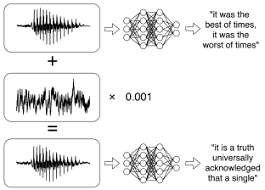 "it was the
best of times,
it was the
worst of times"
+
× 0.001
=
"it is a truth
universally
acknowledged
that a single"